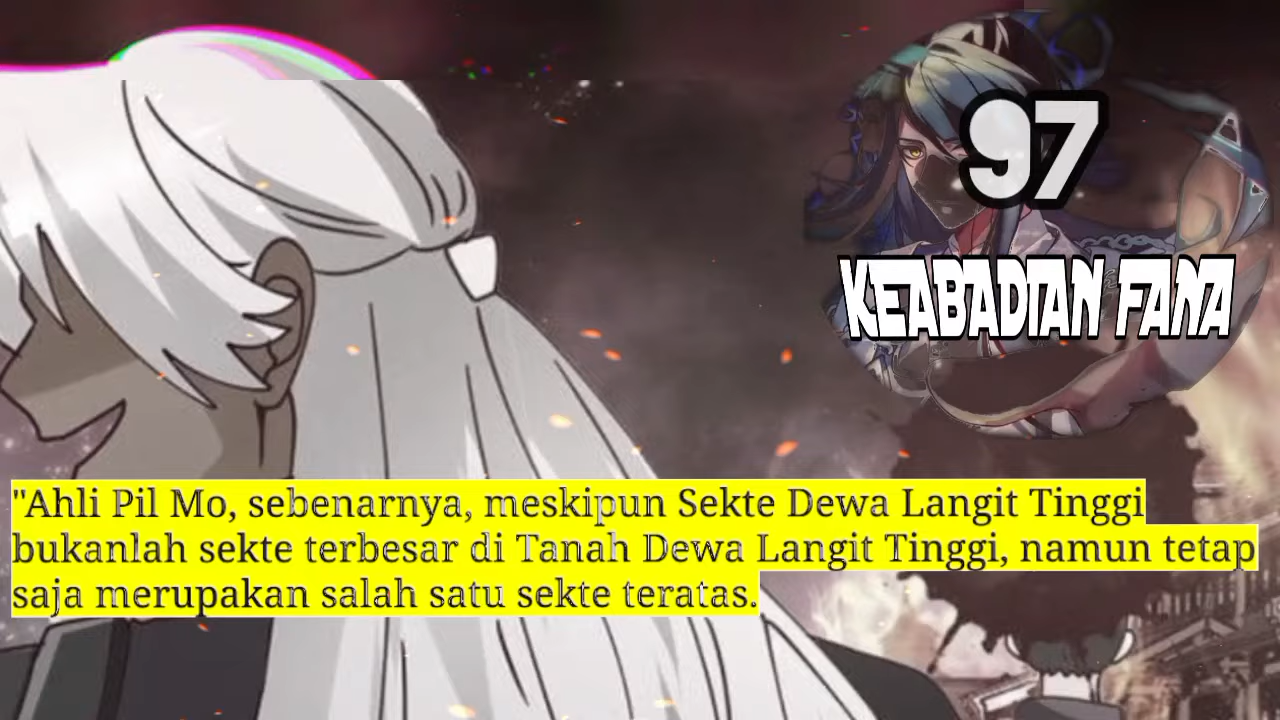 97
KEABADIAN FANA
"Ahli Pil Mo, sebenarnya, meskipun Sekte Dewa Langit Tinggi
bukanlah sekte terbesar di Tanah Dewa Langit Tinggi, namun tetap
saja merupakan salah satu sekte teratas.